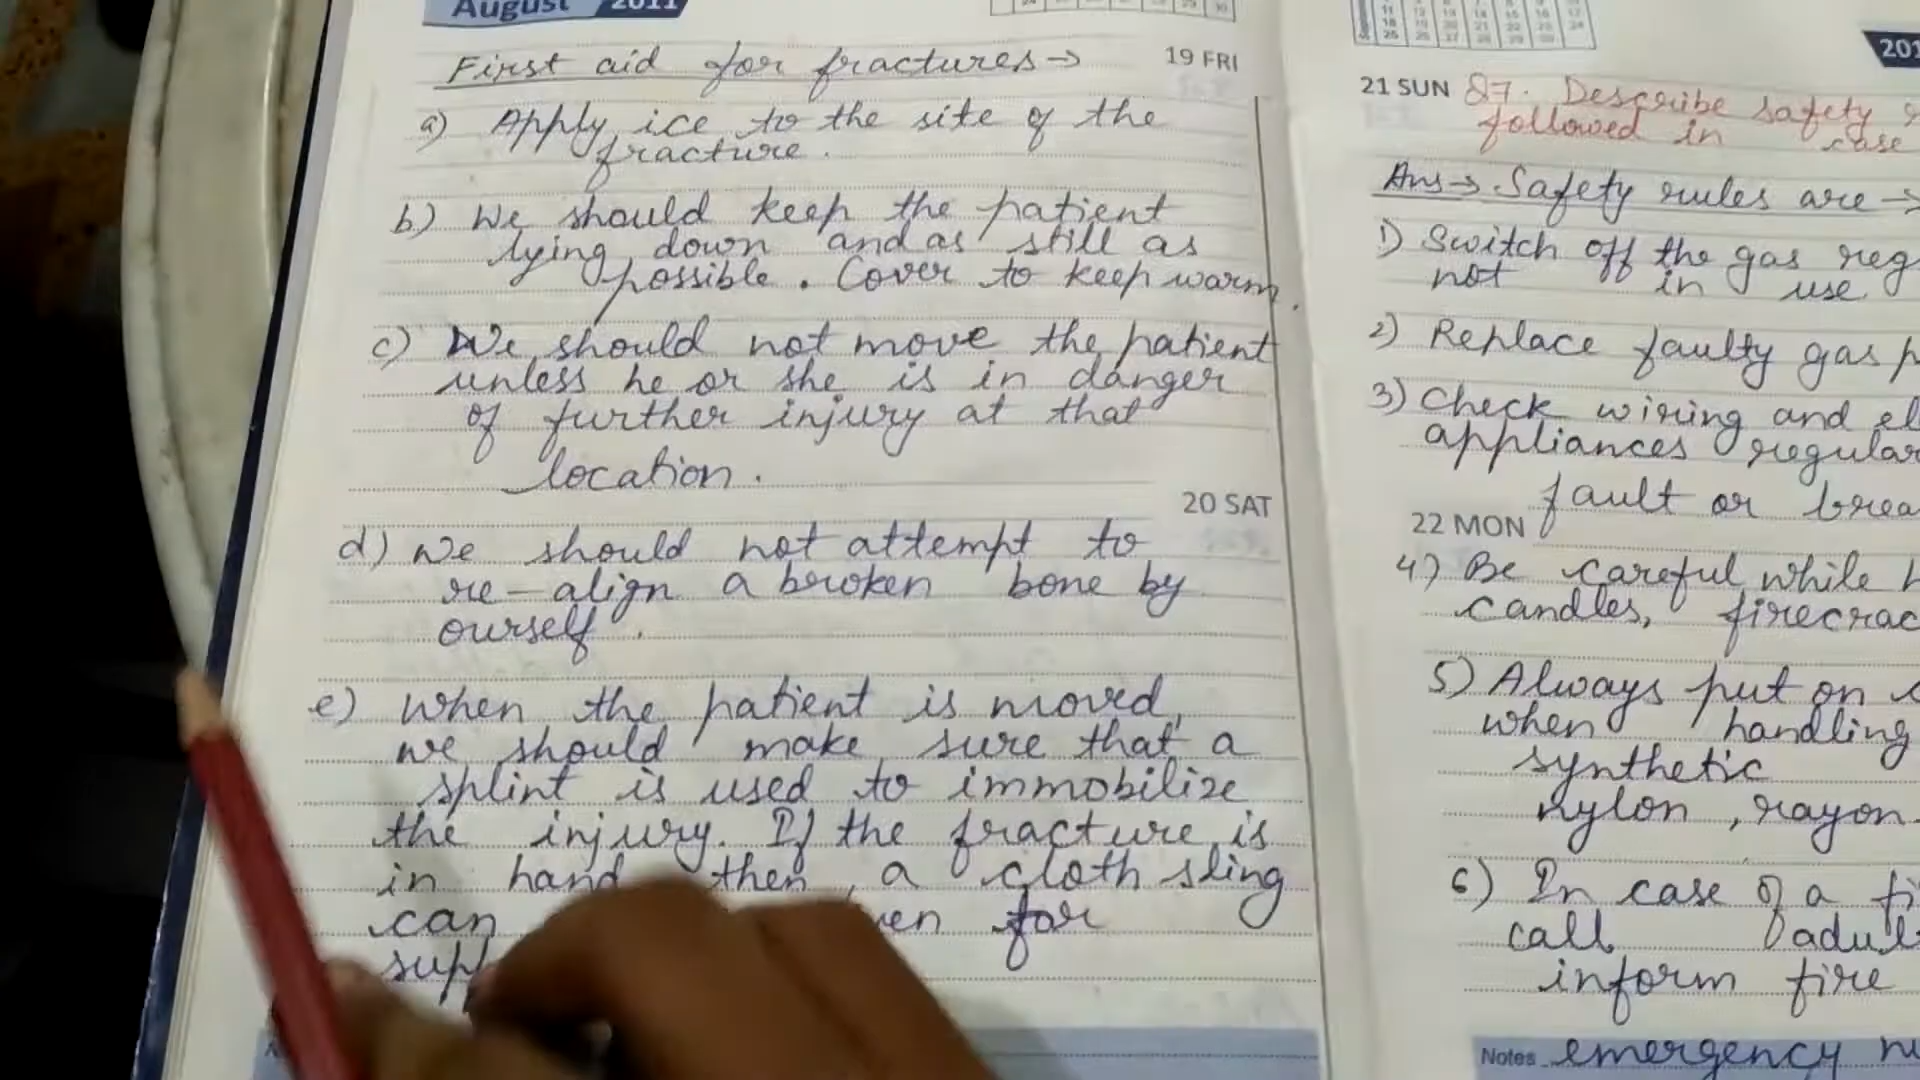 August 2011
19 FRI
First aid for fractures →
a) Apply ice to the site of the
fracture.
b) We should keep the patient
lying down and as still as
possible. Cover to keep warm.
c) We should not move the patient
unless he or she is in danger
of further injury at that
location.
20 SAT
d) we should not attempt to
re-align a broken bone by
ourself.
e) When the patient is moved,
we should make sure that a
splint is used to immobilize
the injury. If the fracture is
in hand then, a cloth sling
can for
21 SUN Q7. Describe safety
followed in case
Ans → Safety rules are →
1) Switch off the gas
not in use
2) Replace faulty gas
3) Check wiring and
appliances
fault or
22 MON
4) Be careful while
candles,
5) Always put on
when handling
synthetic
nylon, rayon.
6) In case of a
call
inform fire
Notes emergency